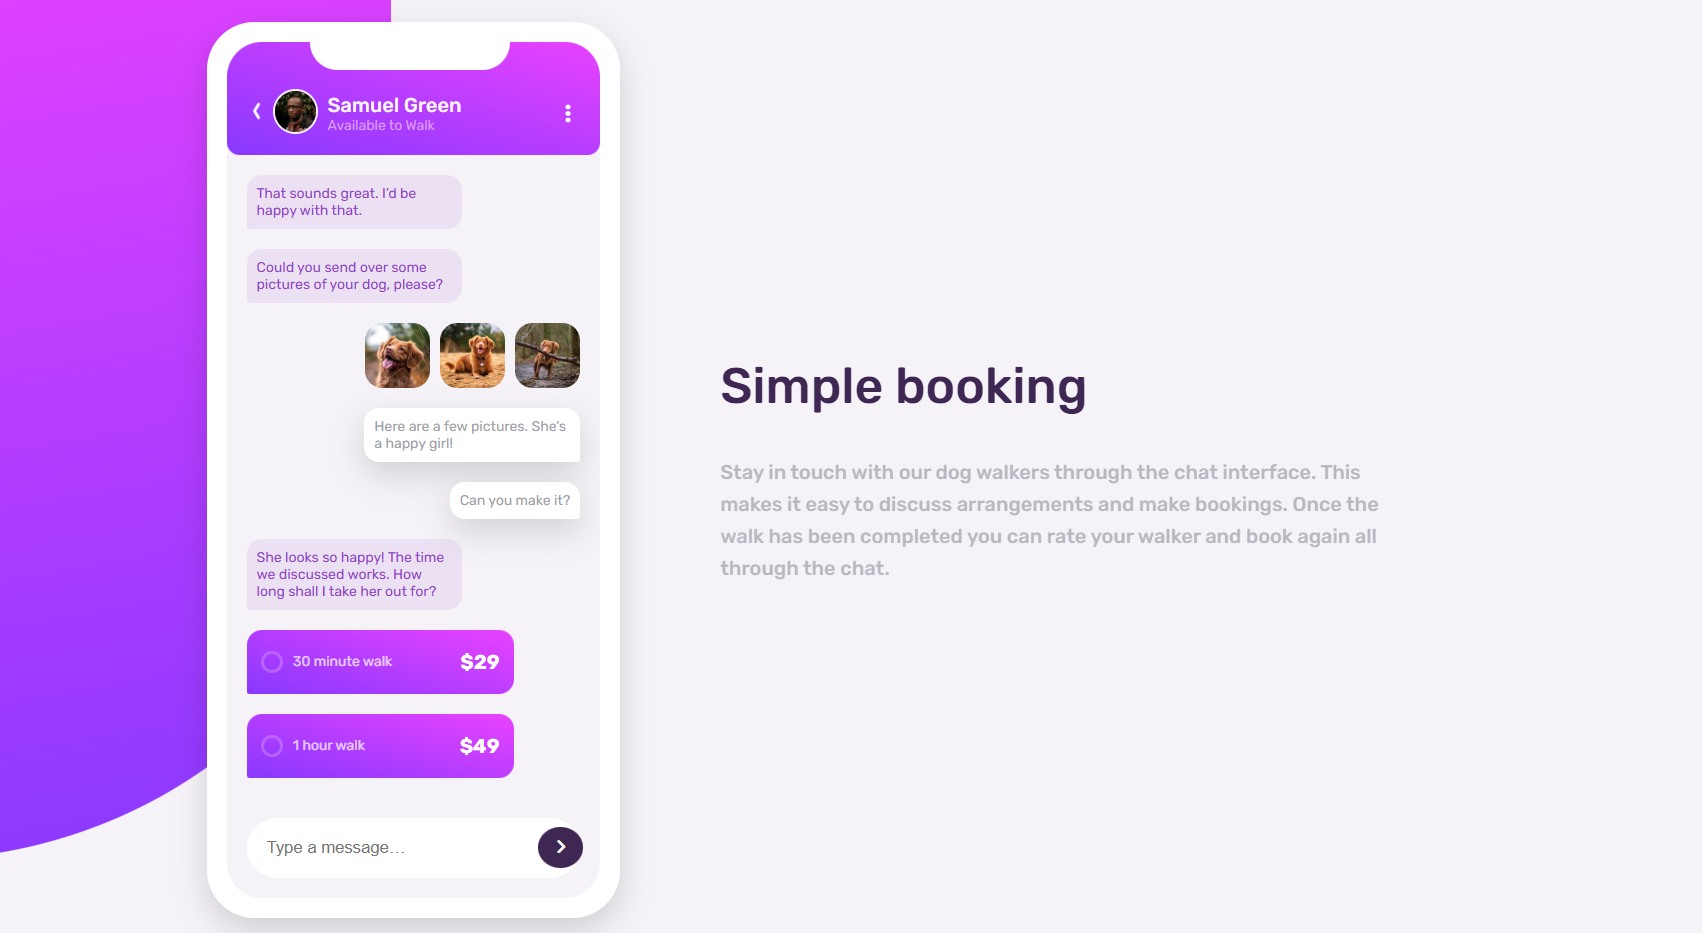 Samuel Green
Available to Walk
That sounds great. I’d be
happy with that.
Could you send over some
pictures of your dog, please?
Here are a few pictures. She’s
a happy girl!
Can you make it?
She looks so happy! The time
we discussed works. How
long shall I take her out for?
30 minute walk $29
1 hour walk $49
Type a message…
Simple booking
Stay in touch with our dog walkers through the chat interface. This
makes it easy to discuss arrangements and make bookings. Once the
walk has been completed you can rate your walker and book again all
through the chat.